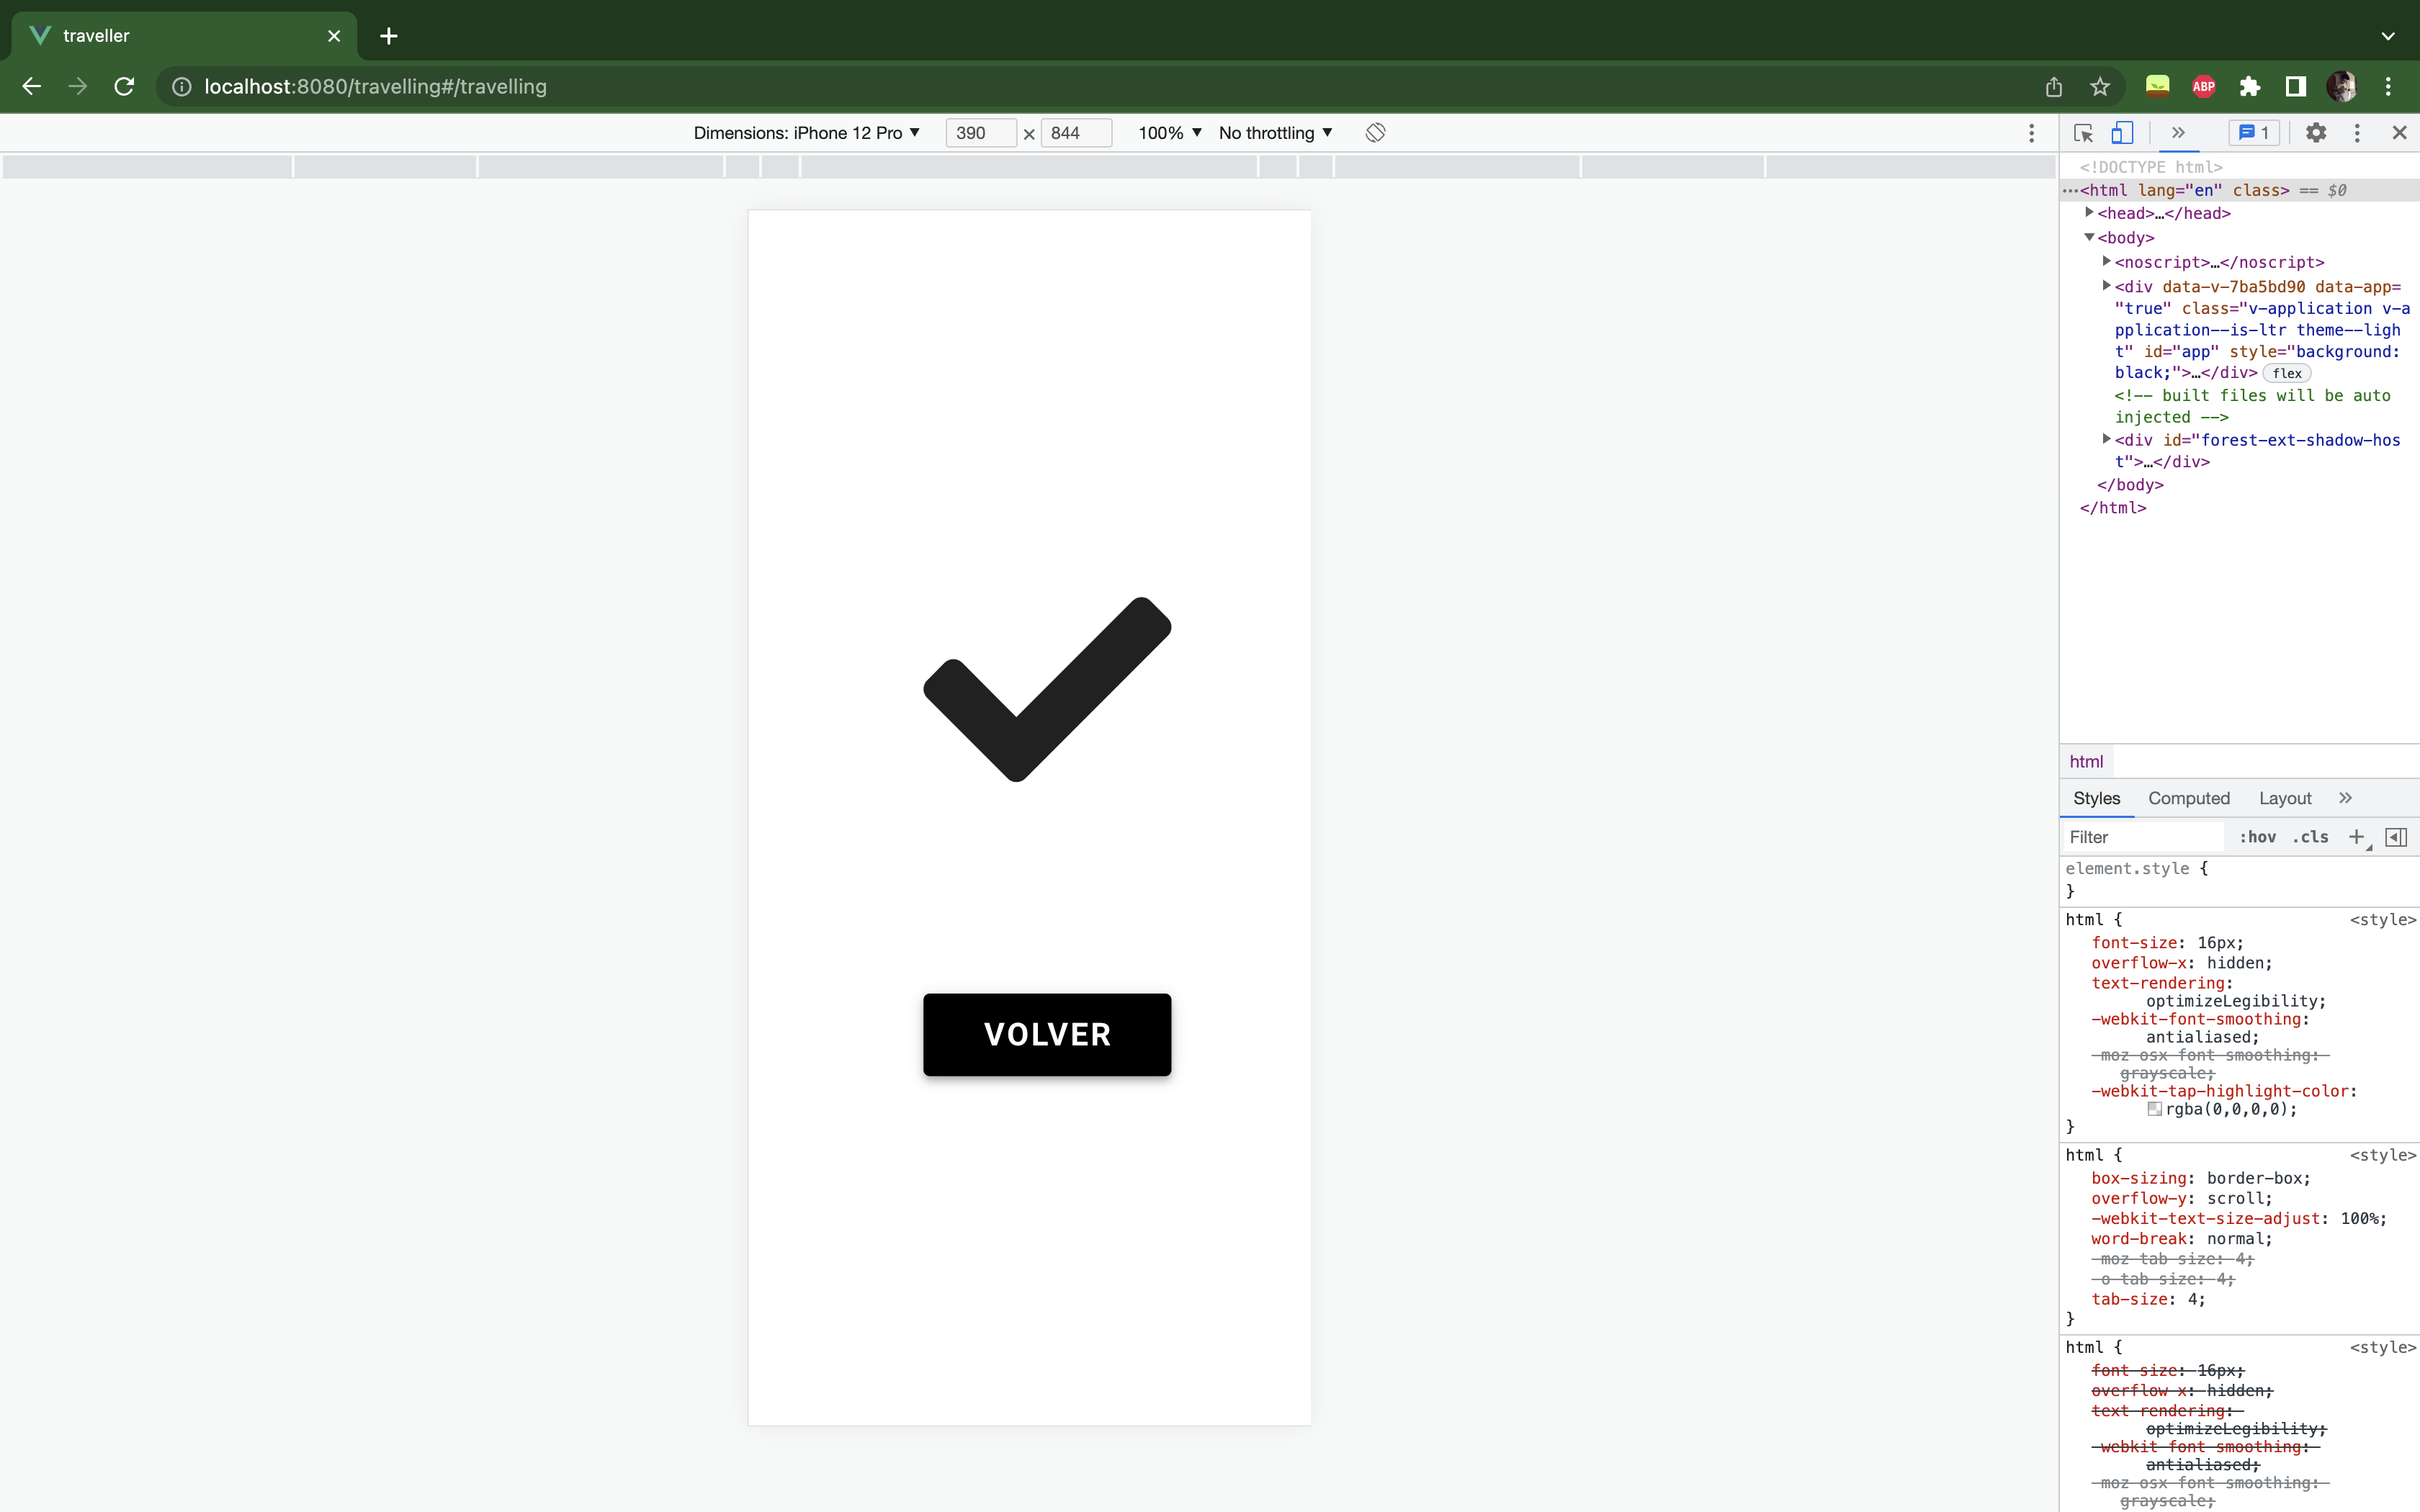 traveller
localhost:8080/travelling#/travelling
ABP
Dimensions: iPhone 12 Pro ▼ 390 × 844 100% ▼ No throttling ▼
1
VOLVER
<!DOCTYPE html>
⋯<html lang="en" class> == $0
<head>…</head>
<body>
<noscript>…</noscript>
<div data-v-7ba5bd90 data-app=
"true" class="v-application v-a
pplication--is-ltr theme--ligh
t" id="app" style="background:
black;">…</div> flex
<!-- built files will be auto
injected -->
<div id="forest-ext-shadow-hos
t">…</div>
</body>
</html>
html
Styles Computed Layout
Filter :hov .cls
element.style {
}
html { <style>
font-size: 16px;
overflow-x: hidden;
text-rendering:
optimizeLegibility;
-webkit-font-smoothing:
antialiased;
-moz-osx-font-smoothing:
grayscale;
-webkit-tap-highlight-color:
rgba(0,0,0,0);
}
html { <style>
box-sizing: border-box;
overflow-y: scroll;
-webkit-text-size-adjust: 100%;
word-break: normal;
-moz-tab-size: 4;
-o-tab-size: 4;
tab-size: 4;
}
html { <style>
font-size: 16px;
overflow-x: hidden;
text-rendering:
optimizeLegibility;
-webkit-font-smoothing:
antialiased;
-moz-osx-font-smoothing:
grayscale;